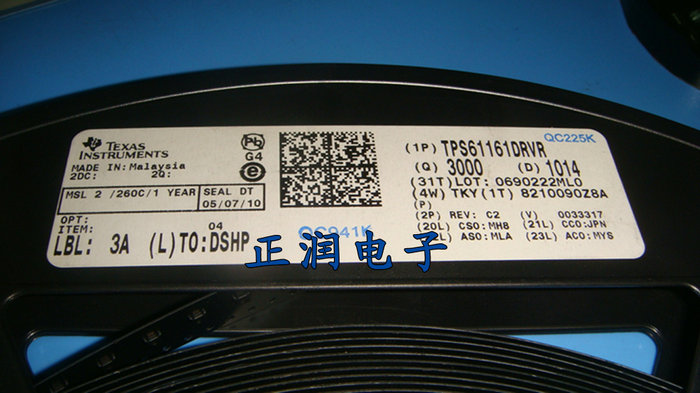 TEXAS
INSTRUMENTS
MADE IN: Malaysia
2DC: 2Q:
Pb
G4
e
MSL 2 /260C/1 YEAR
SEAL DT
05/07/10
OPT:
ITEM:
04
LBL: 3A (L)TO:DSHP
QC225K
(1P) TPS61161DRVR
(Q) 3000 (D) 1014
(31T)LOT: 0690222ML0
(4W) TKY(1T) 8210090Z8A
(P)
(2P) REV: C2 (V) 0033317
(20L) CSO:MH8 (21L) CCO:JPN
ASO:MLA (23L) ACO:MYS
QC941K
正润电子